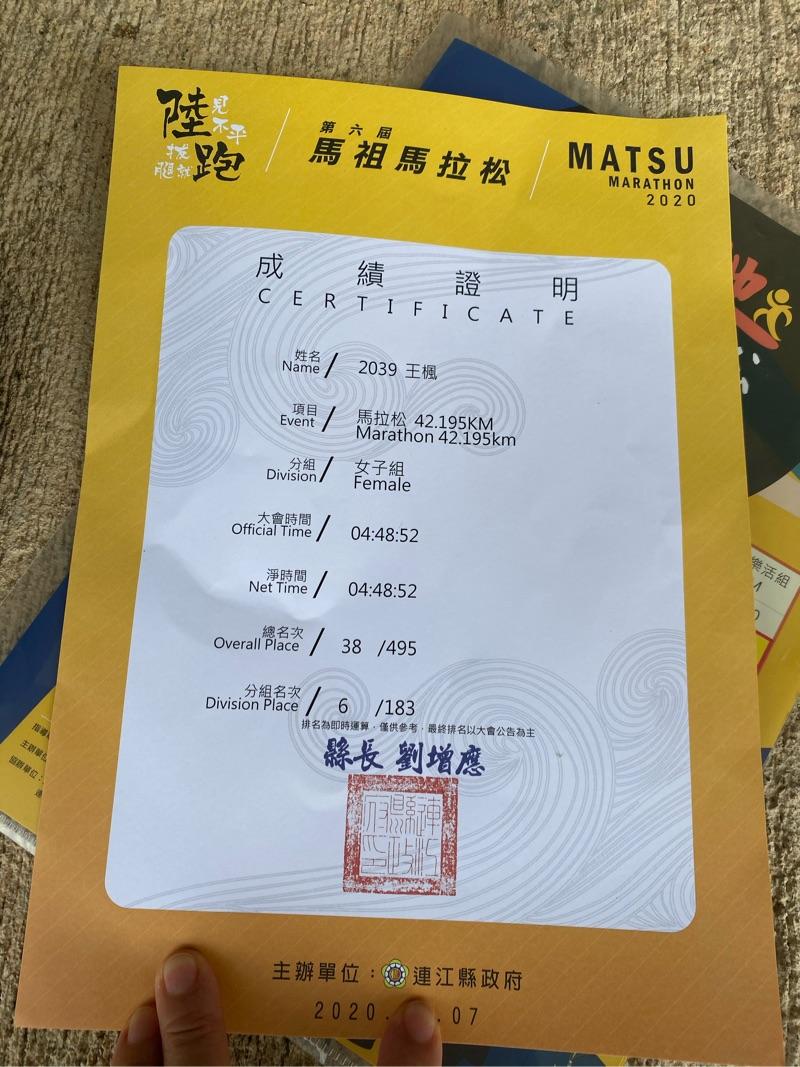 陸跑 見不平 拔腿就
第六屆
馬祖馬拉松
MATSU
MARATHON
2020
成績證明
CERTIFICATE
姓名
Name / 2039 王楓
項目
Event / 馬拉松 42.195KM
Marathon 42.195km
分組
Division / 女子組
Female
大會時間
Official Time / 04:48:52
淨時間
Net Time / 04:48:52
總名次
Overall Place / 38 /495
分組名次
Division Place / 6 /183
排名為即時運算，僅供參考，最終排名以大會公告為主
縣長 劉增應
主辦單位：連江縣政府
2020. .07
樂活組